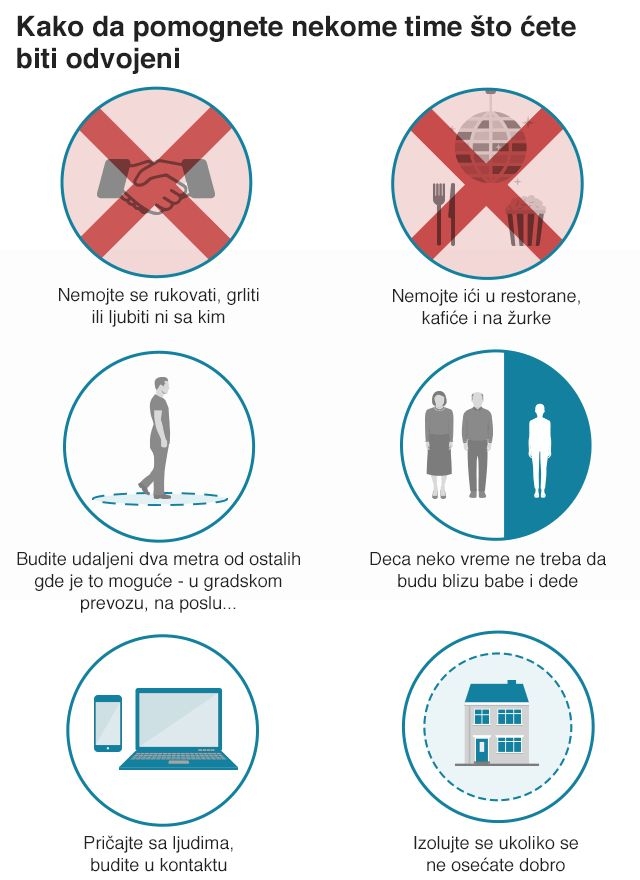 Kako da pomognete nekome time što ćete
biti odvojeni
Nemojte se rukovati, grliti
ili ljubiti ni sa kim
Nemojte ići u restorane,
kafiće i na žurke
Budite udaljeni dva metra od ostalih
gde je to moguće - u gradskom
prevozu, na poslu...
Deca neko vreme ne treba da
budu blizu babe i dede
Pričajte sa ljudima,
budite u kontaktu
Izolujte se ukoliko se
ne osećate dobro